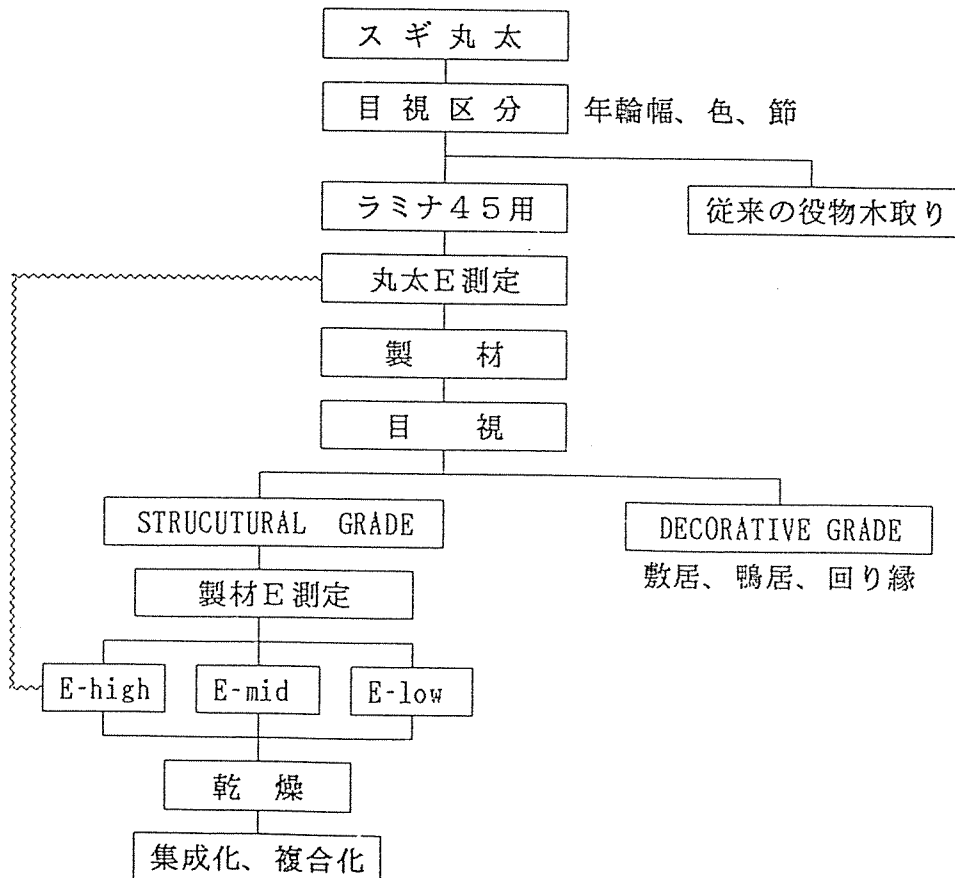 スギ丸太
目視区分 年輪幅、色、節
ラミナ45用 従来の役物木取り
丸太E測定
製材
目視
STRUCUTURAL GRADE DECORATIVE GRADE
敷居、鴨居、回り縁
製材E測定
E-high E-mid E-low
乾燥
集成化、複合化